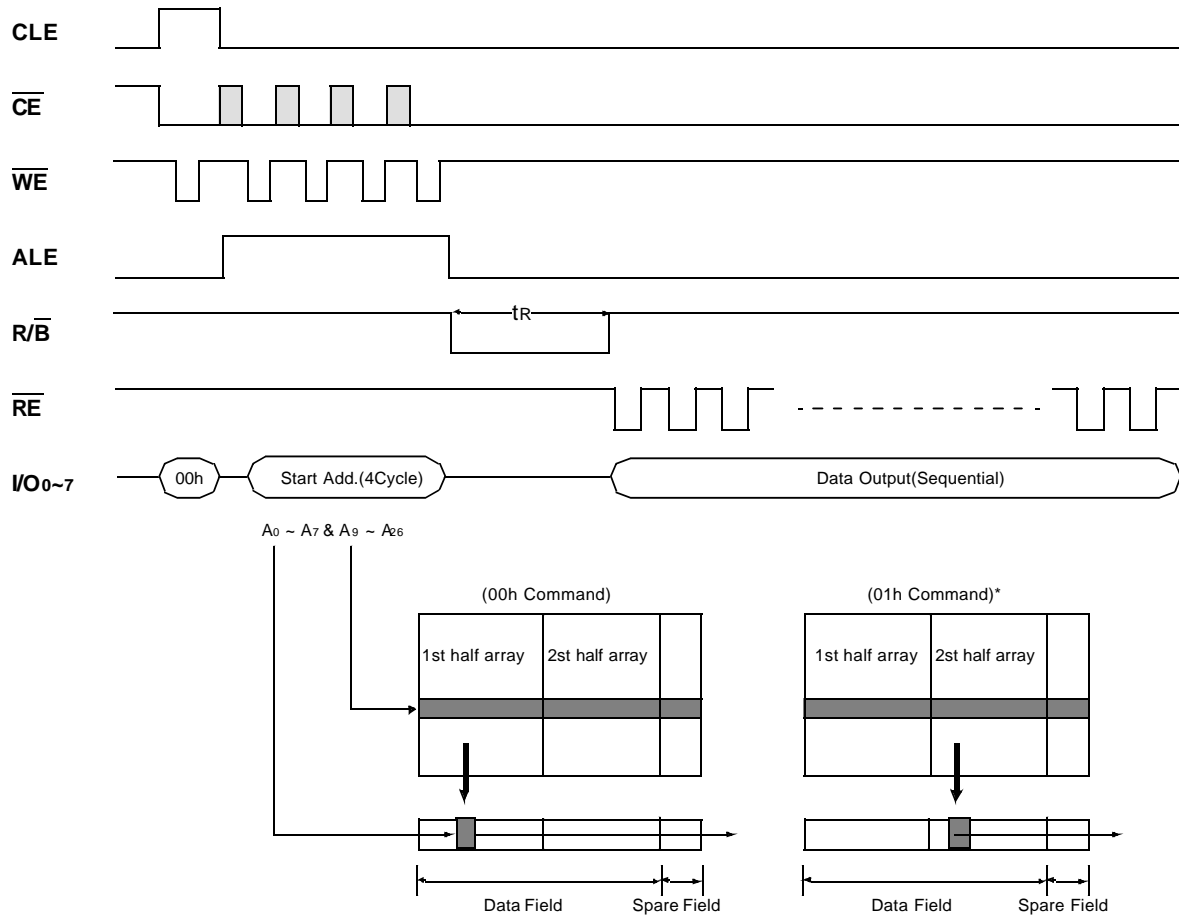 CLE
CE
WE
ALE
R/B
tR
RE
I/O0~7
00h
Start Add.(4Cycle)
Data Output(Sequential)
A0 ~ A7 & A9 ~ A26
(00h Command)
(01h Command)*
1st half array
2st half array
1st half array
2st half array
Data Field
Spare Field
Data Field
Spare Field